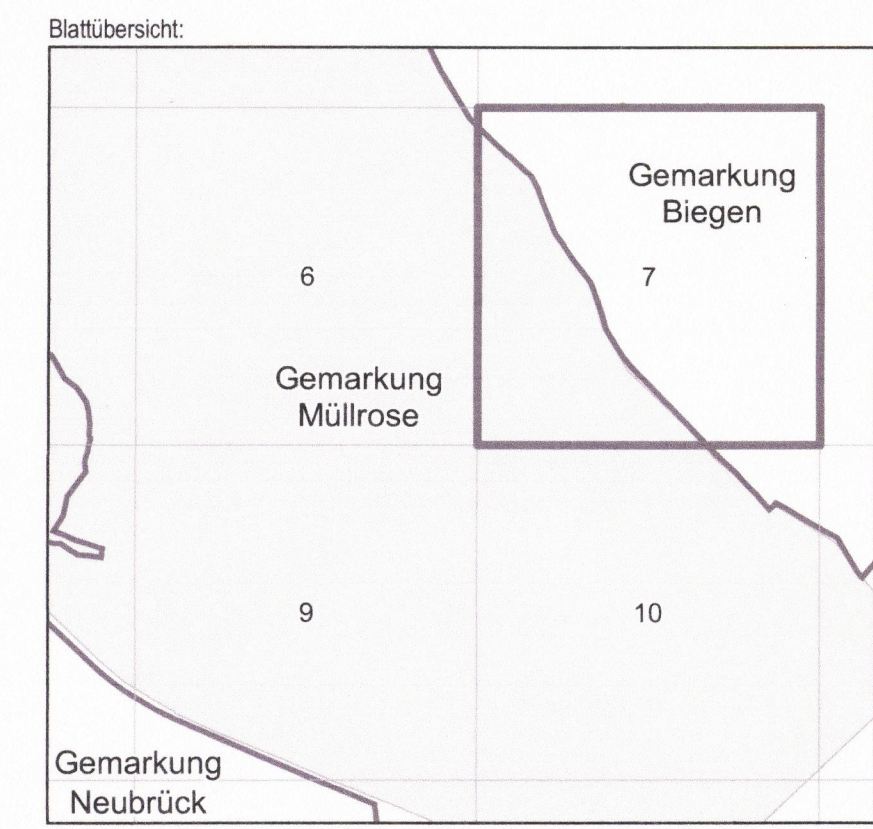 Blattübersicht:
Gemarkung
Biegen
6
7
Gemarkung
Müllrose
9
10
Gemarkung
Neubrück